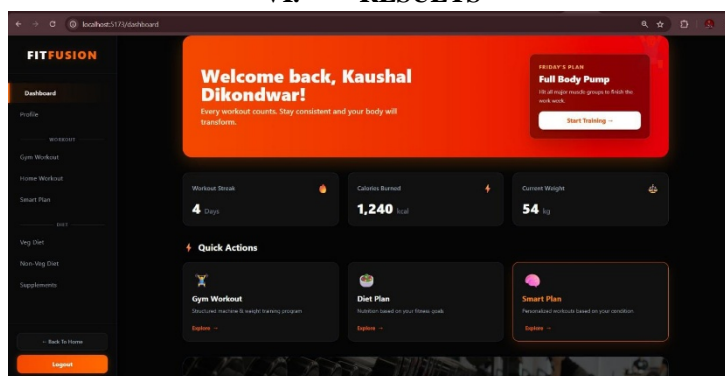 VI. RESULTS
localhost:5173/dashboard
FITFUSION
Dashboard
Profile
WORKOUT
Gym Workout
Home Workout
Smart Plan
DIET
Veg Diet
Non-Veg Diet
Supplements
← Back To Home
Logout
Welcome back, Kaushal
Dikondwar!
Every workout counts. Stay consistent and your body will
transform.
FRIDAY'S PLAN
Full Body Pump
Hit all major muscle groups to finish the
work week.
Start Training →
Workout Streak
4 Days
Calories Burned
1,240 kcal
Current Weight
54 kg
Quick Actions
Gym Workout
Structured machine & weight training program
Explore →
Diet Plan
Nutrition based on your fitness goals
Explore →
Smart Plan
Personalized workouts based on your condition
Explore →